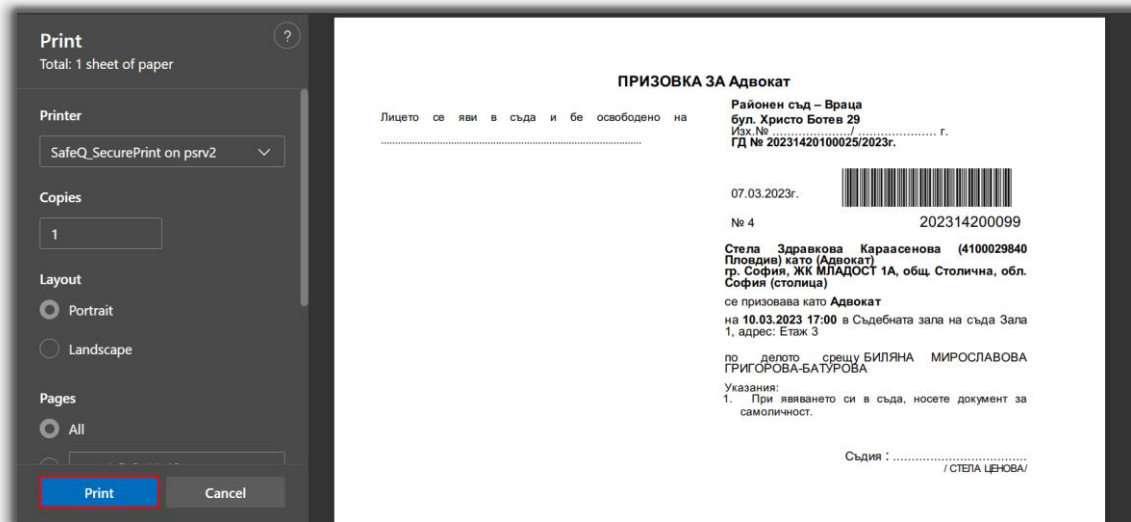 Print
?
Total: 1 sheet of paper
Printer
SafeQ_SecurePrint on psrv2
Copies
1
Layout
Portrait
Landscape
Pages
All
Print
Cancel
ПРИЗОВКА ЗА Адвокат
Лицето се яви в съда и бе освободено на
................................................................................
Районен съд – Враца
бул. Христо Ботев 29
Изх.№ ......................./ ....................... г.
ГД № 20231420100025/2023г.
07.03.2023г.
№ 4
202314200099
Стела Здравкова Караасенова (4100029840
Пловдив) като (Адвокат)
гр. София, ЖК МЛАДОСТ 1А, общ. Столична, обл.
София (столица)
се призовава като Адвокат
на 10.03.2023 17:00 в Съдебната зала на съда Зала
1, адрес: Етаж 3
по делото срещу БИЛЯНА МИРОСЛАВОВА
ГРИГОРОВА-БАТУРОВА
Указания:
1. При явяването си в съда, носете документ за
самоличност.
Съдия : ....................................
/ СТЕЛА ЦЕНОВА/